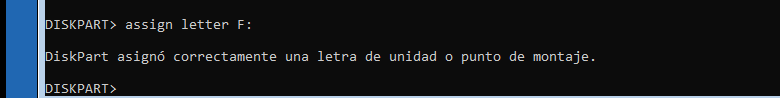 DISKPART> assign letter F:
DiskPart asignó correctamente una letra de unidad o punto de montaje.
DISKPART>